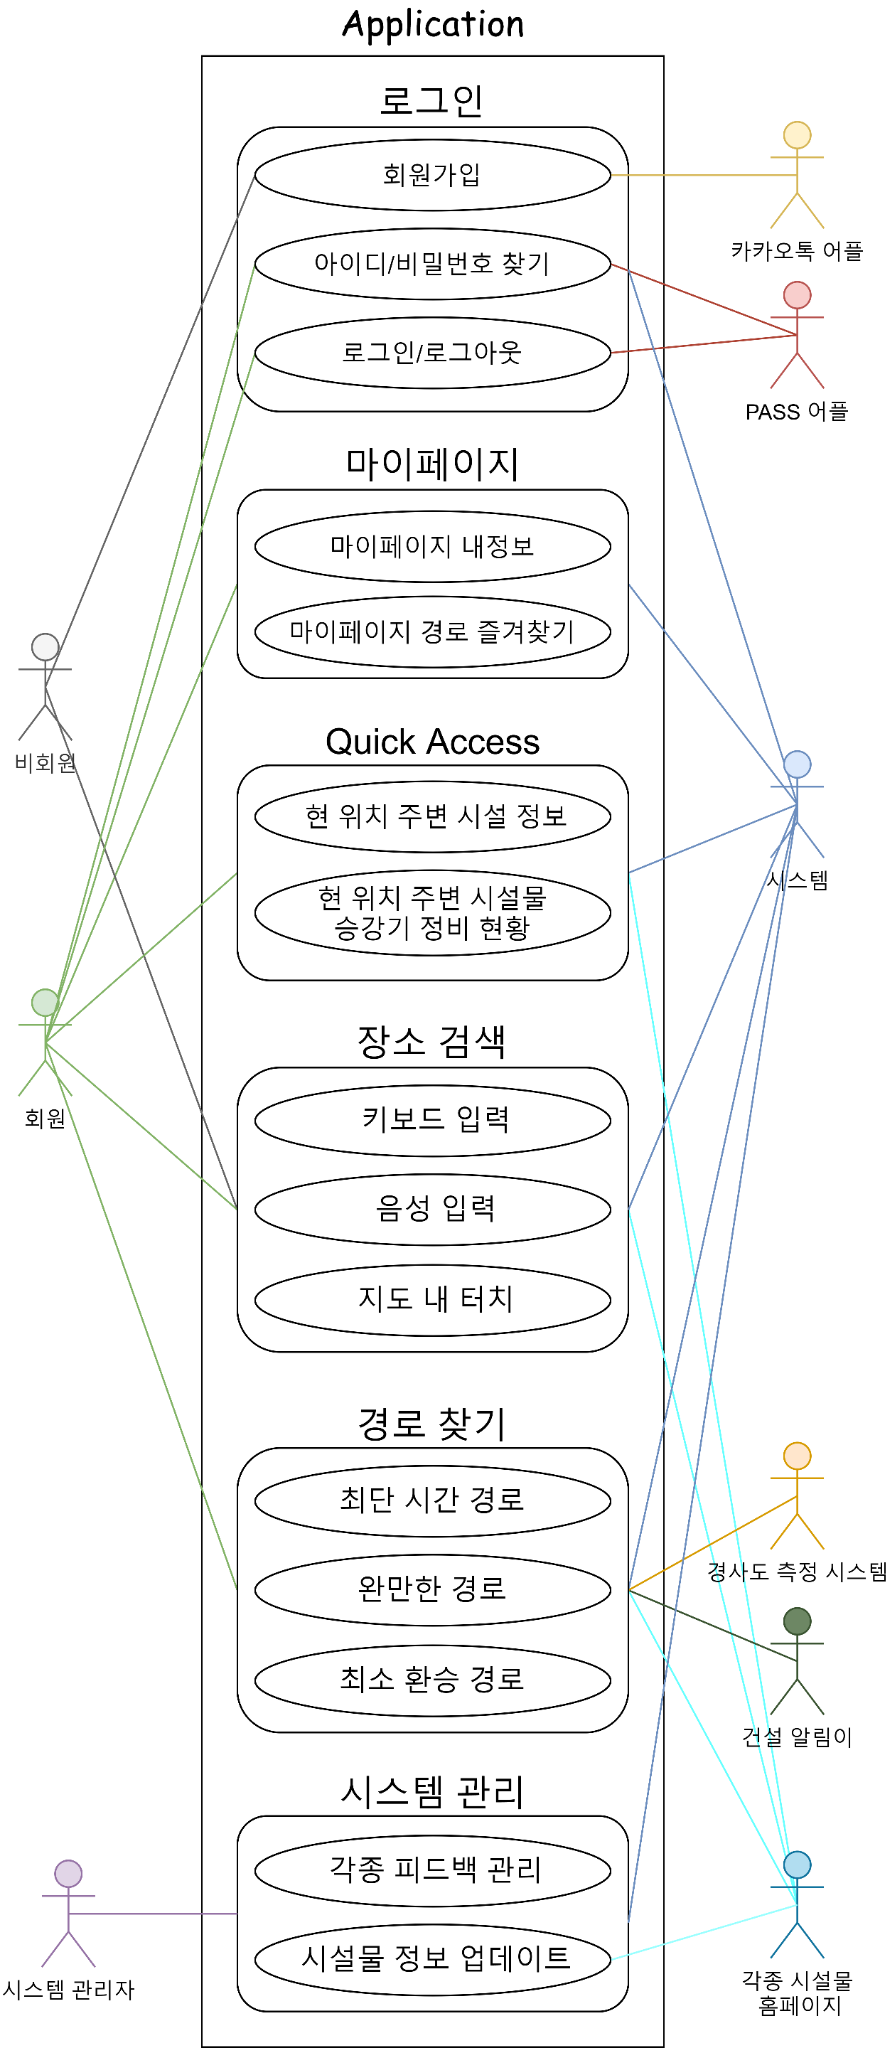 Application
로그인
회원가입
카카오톡 어플
아이디/비밀번호 찾기
로그인/로그아웃
PASS 어플
마이페이지
마이페이지 내정보
마이페이지 경로 즐겨찾기
비회원
Quick Access
현 위치 주변 시설 정보
현 위치 주변 시설물
승강기 정비 현황
시스템
회원
장소 검색
키보드 입력
음성 입력
지도 내 터치
경로 찾기
최단 시간 경로
완만한 경로
최소 환승 경로
경사도 측정 시스템
건설 알림이
시스템 관리
각종 피드백 관리
시설물 정보 업데이트
시스템 관리자
각종 시설물
홈페이지